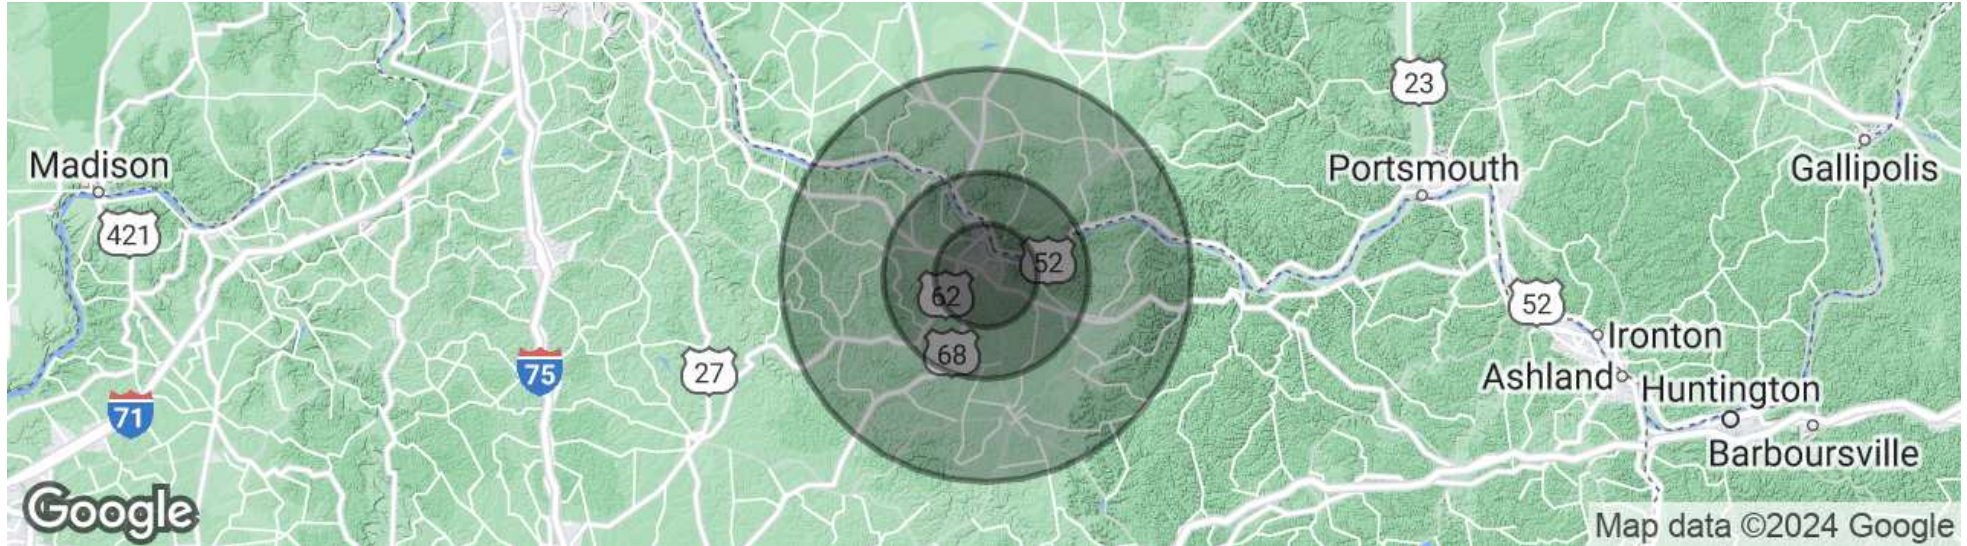 23
Madison
Portsmouth
Gallipolis
421
52
62
52
68
Ironton
75
27
Ashland
Huntington
71
Barboursville
Google
Map data ©2024 Google